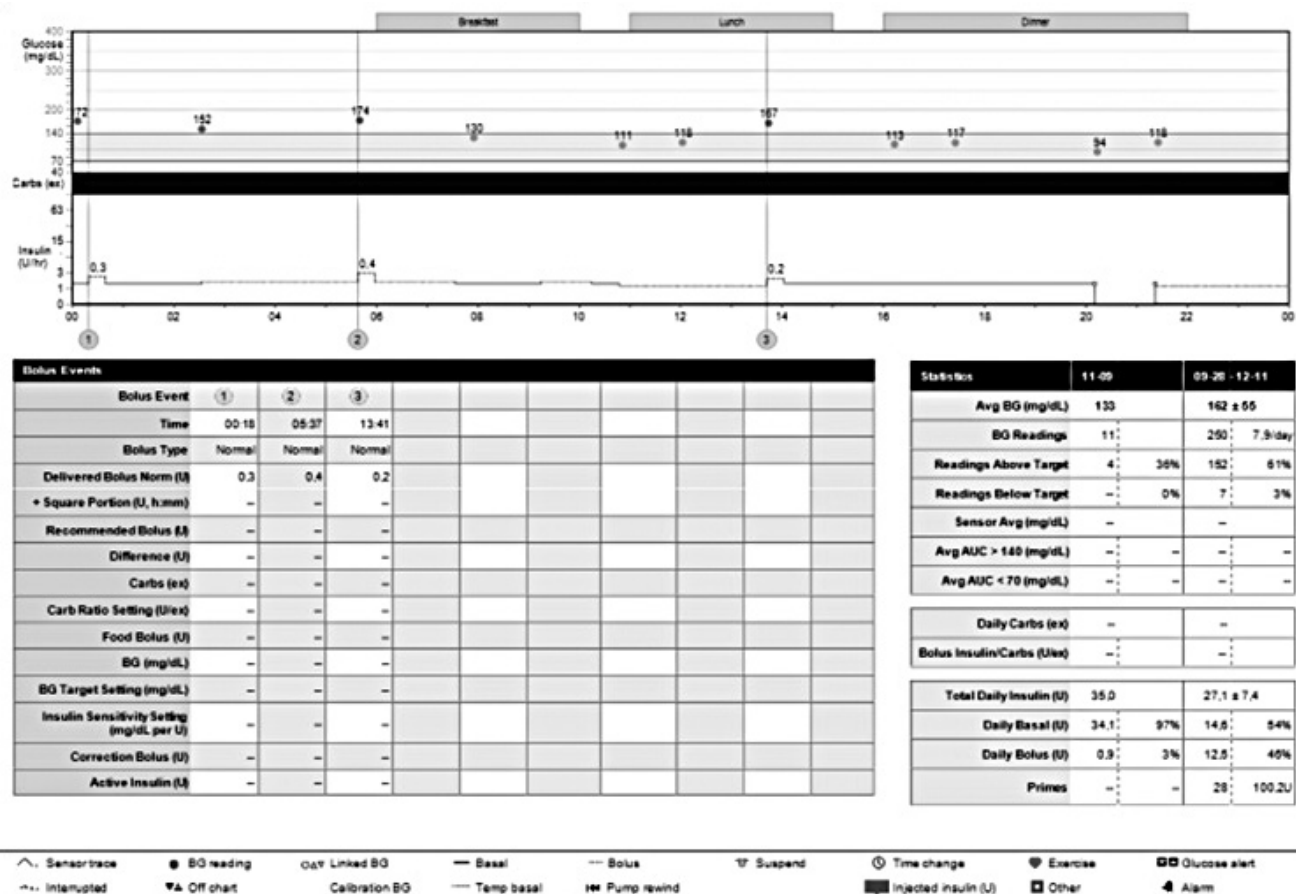 Breakfast Lunch Dinner
400
Glucose
(mg/dL)
300
200
140
70
72 152 174 130 111 118 167 113 117 94 118
40
Carbs (ex)
63
15
Insulin
(U/hr)
3
1
0
0.3 0.4 0.2
00 02 04 06 08 10 12 14 16 18 20 22 00
1 2 3
Bolus Events
Bolus Event 1 2 3
Time 00:18 05:37 13:41
Bolus Type Normal Normal Normal
Delivered Bolus Norm (U) 0,3 0,4 0,2
+ Square Portion (U, h:mm) – – –
Recommended Bolus (U) – – –
Difference (U) – – –
Carbs (ex) – – –
Carb Ratio Setting (U/ex) – – –
Food Bolus (U) – – –
BG (mg/dL) – – –
BG Target Setting (mg/dL) – – –
Insulin Sensitivity Setting
(mg/dL per U) – – –
Correction Bolus (U) – – –
Active Insulin (U) – – –
Statistics 11-09 09-28 - 12-11
Avg BG (mg/dL) 133 162 ± 55
BG Readings 11 250 7,9/day
Readings Above Target 4 36% 152 61%
Readings Below Target – 0% 7 3%
Sensor Avg (mg/dL) – –
Avg AUC > 140 (mg/dL) – – – –
Avg AUC < 70 (mg/dL) – – – –
Daily Carbs (ex) – –
Bolus Insulin/Carbs (U/ex) – –
Total Daily Insulin (U) 35,0 27,1 ± 7,4
Daily Basal (U) 34,1 97% 14,6 54%
Daily Bolus (U) 0,9 3% 12,5 46%
Primes – – 28 100,2U
Sensor trace BG reading Linked BG Basal Bolus Suspend Time change Exercise Glucose alert
Interrupted Off chart Calibration BG Temp basal Pump rewind Injected insulin (U) Other Alarm